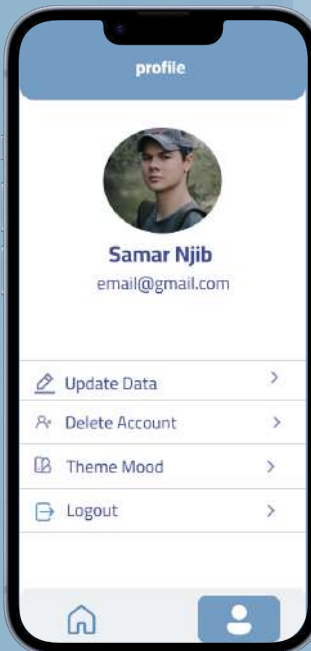 profile
Samar Njib
email@gmail.com
Update Data
Delete Account
Theme Mood
Logout